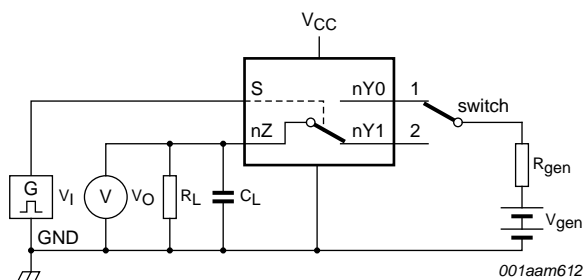 VCC
S
nY0
1
switch
nZ
nY1
2
Rgen
G
VI
V
VO
RL
CL
Vgen
GND
001aam612